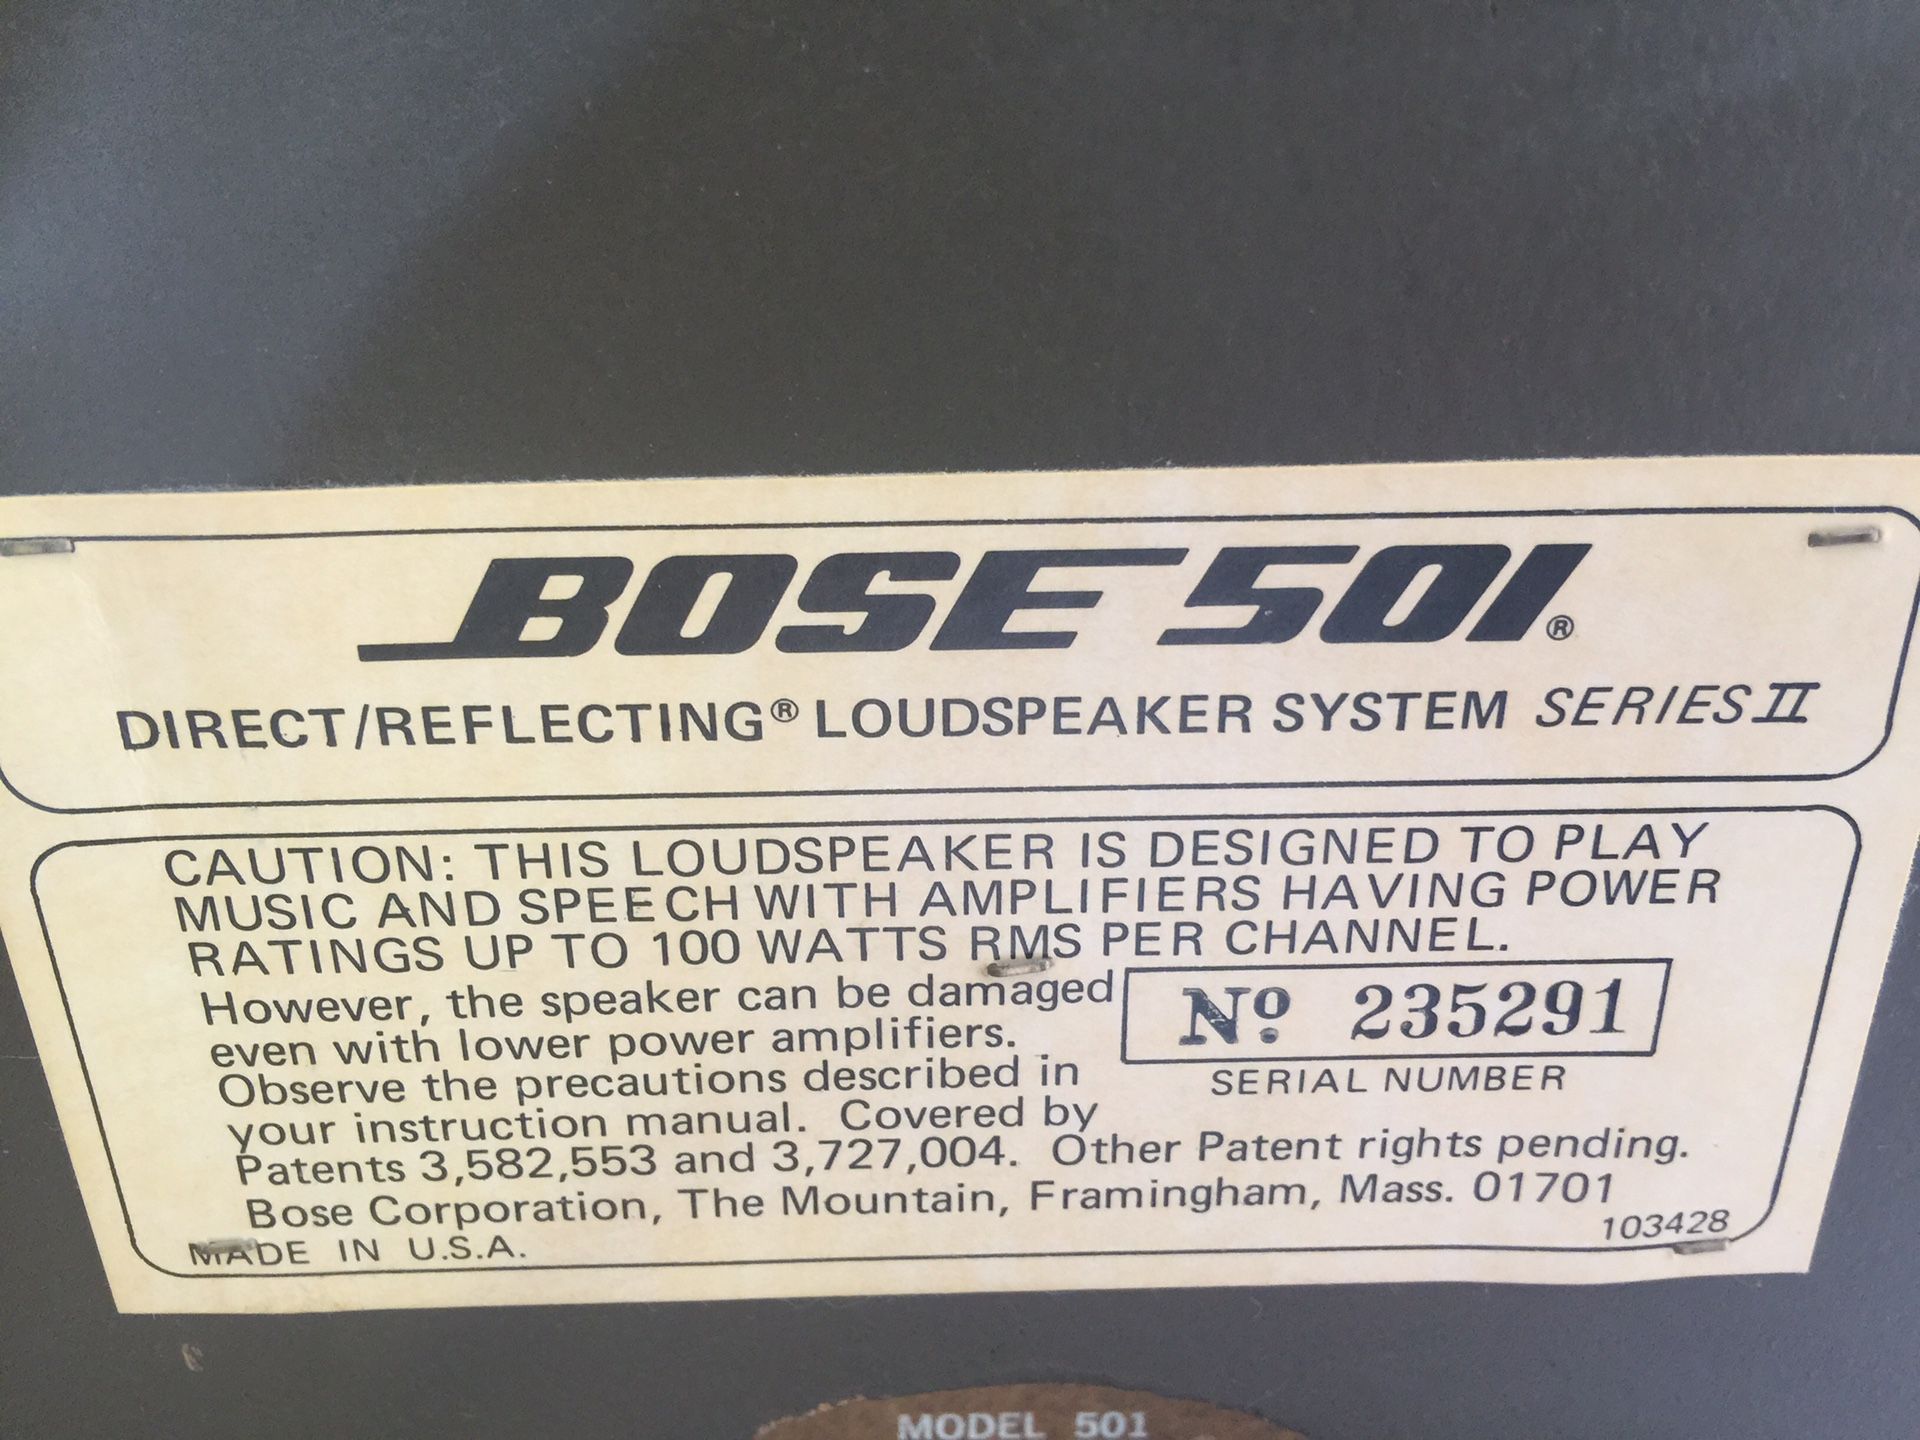 BOSE 501®
DIRECT/REFLECTING® LOUDSPEAKER SYSTEM SERIES II
CAUTION: THIS LOUDSPEAKER IS DESIGNED TO PLAY
MUSIC AND SPEECH WITH AMPLIFIERS HAVING POWER
RATINGS UP TO 100 WATTS RMS PER CHANNEL.
However, the speaker can be damaged
even with lower power amplifiers.
Observe the precautions described in
your instruction manual. Covered by
Patents 3,582,553 and 3,727,004. Other Patent rights pending.
Nº 235291
SERIAL NUMBER
Bose Corporation, The Mountain, Framingham, Mass. 01701
103428
MADE IN U.S.A.
MODEL 501